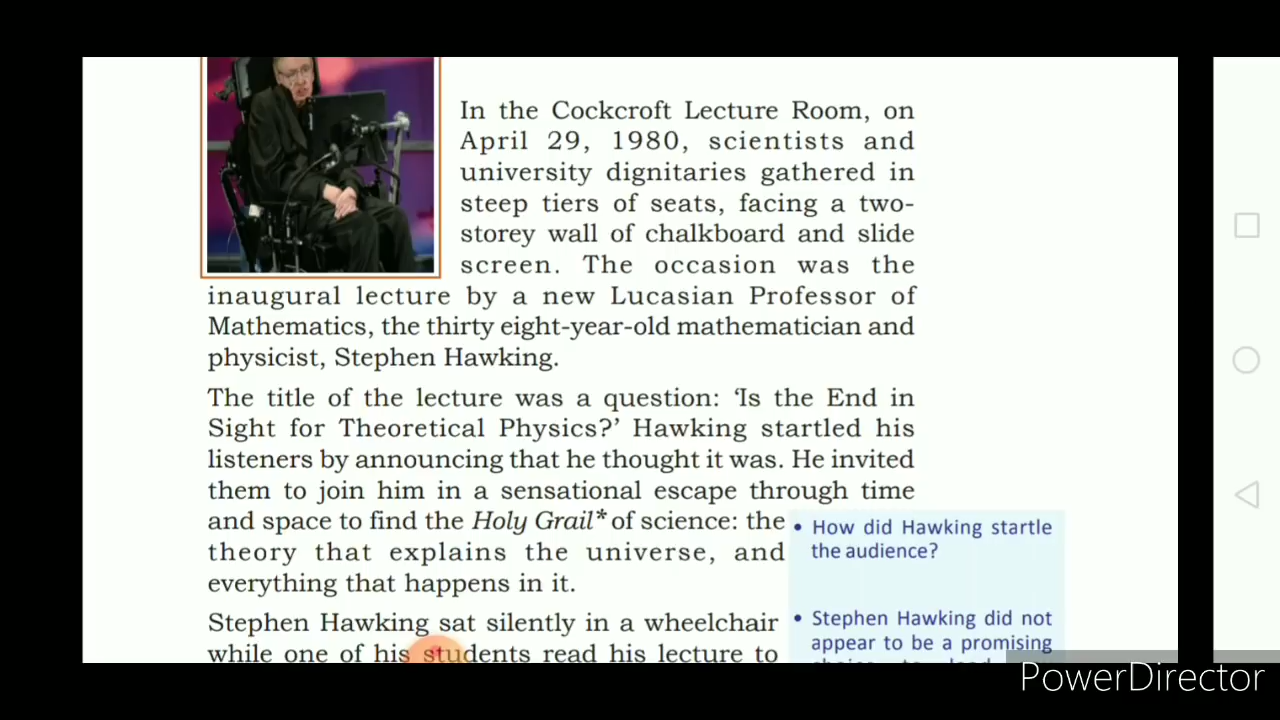 In the Cockcroft Lecture Room, on
April 29, 1980, scientists and
university dignitaries gathered in
steep tiers of seats, facing a two-
storey wall of chalkboard and slide
screen. The occasion was the
inaugural lecture by a new Lucasian Professor of
Mathematics, the thirty eight-year-old mathematician and
physicist, Stephen Hawking.
The title of the lecture was a question: ‘Is the End in
Sight for Theoretical Physics?’ Hawking startled his
listeners by announcing that he thought it was. He invited
them to join him in a sensational escape through time
and space to find the Holy Grail* of science: the
theory that explains the universe, and
everything that happens in it.
Stephen Hawking sat silently in a wheelchair
while one of his students read his lecture to
• How did Hawking startle
the audience?
• Stephen Hawking did not
appear to be a promising
PowerDirector